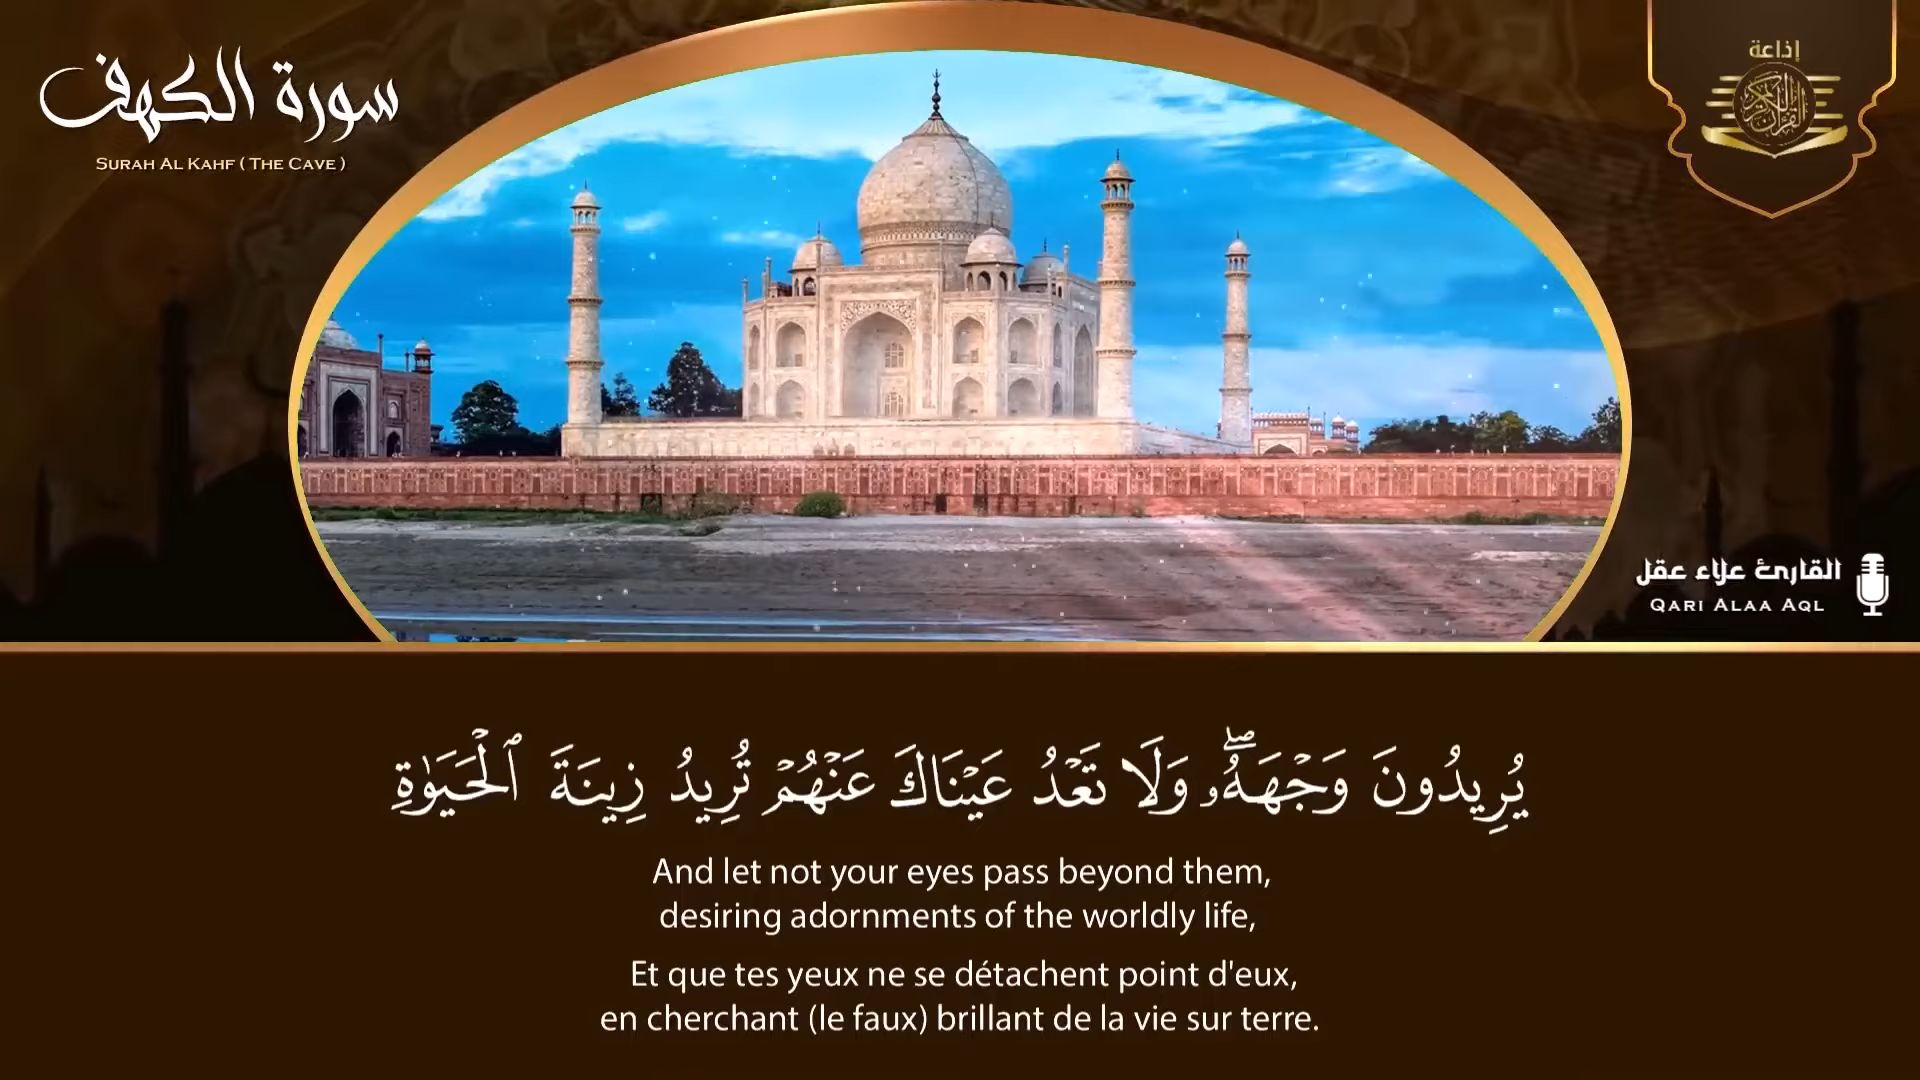 سورة الكهف
SURAH AL KAHF ( THE CAVE )
إذاعة
القرآن الكريم
القارئ علاء عقل
QARI ALAA AQL
يُرِيدُونَ وَجْهَهُۥۖ وَلَا تَعْدُ عَيْنَاكَ عَنْهُمْ تُرِيدُ زِينَةَ ٱلْحَيَوٰةِ
And let not your eyes pass beyond them,
desiring adornments of the worldly life,
Et que tes yeux ne se détachent point d'eux,
en cherchant (le faux) brillant de la vie sur terre.